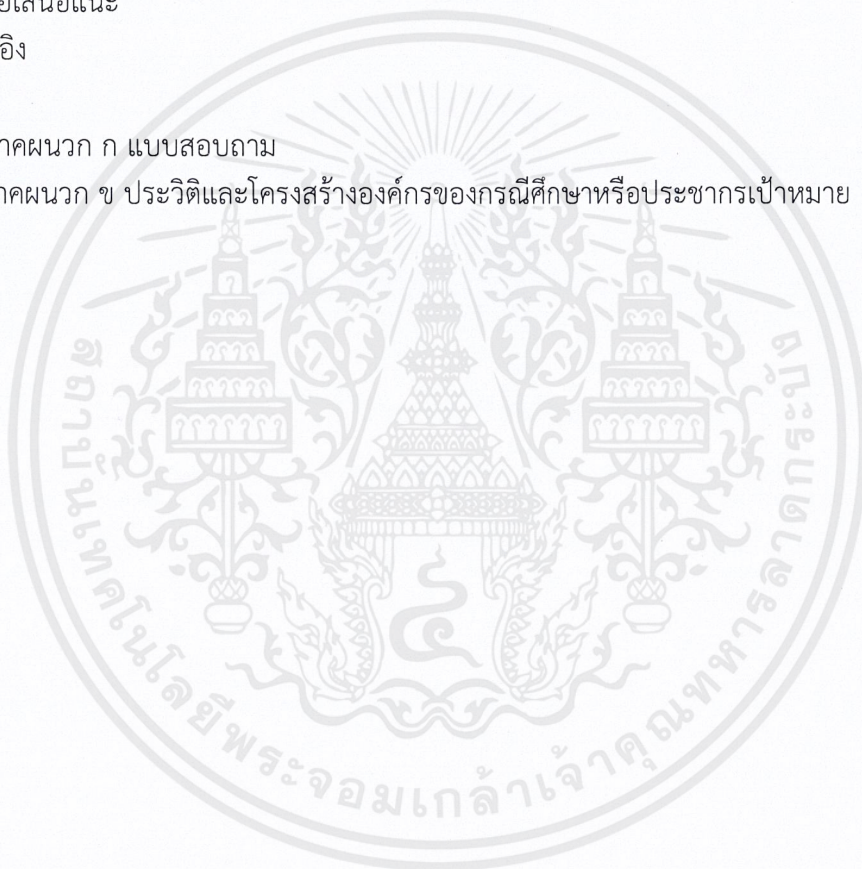 อเสนอแนะ
อิง
าคผนวก ก แบบสอบถาม
าคผนวก ข ประวัติและโครงสร้างองค์กรของกรณีศึกษาหรือประชากรเป้าหมาย
สถาบันเทคโนโลยีพระจอมเกล้าเจ้าคุณทหารลาดกระบัง
๔